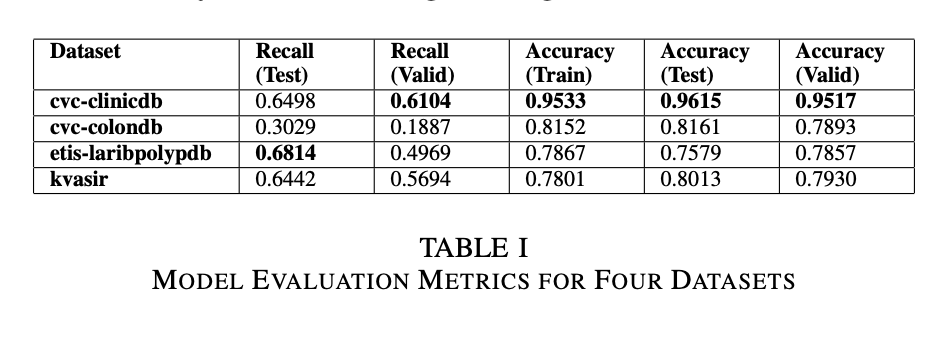 Dataset Recall (Test) Recall (Valid) Accuracy (Train) Accuracy (Test) Accuracy (Valid)
cvc-clinicdb 0.6498 0.6104 0.9533 0.9615 0.9517
cvc-colondb 0.3029 0.1887 0.8152 0.8161 0.7893
etis-laribpolypdb 0.6814 0.4969 0.7867 0.7579 0.7857
kvasir 0.6442 0.5694 0.7801 0.8013 0.7930
TABLE I
MODEL EVALUATION METRICS FOR FOUR DATASETS